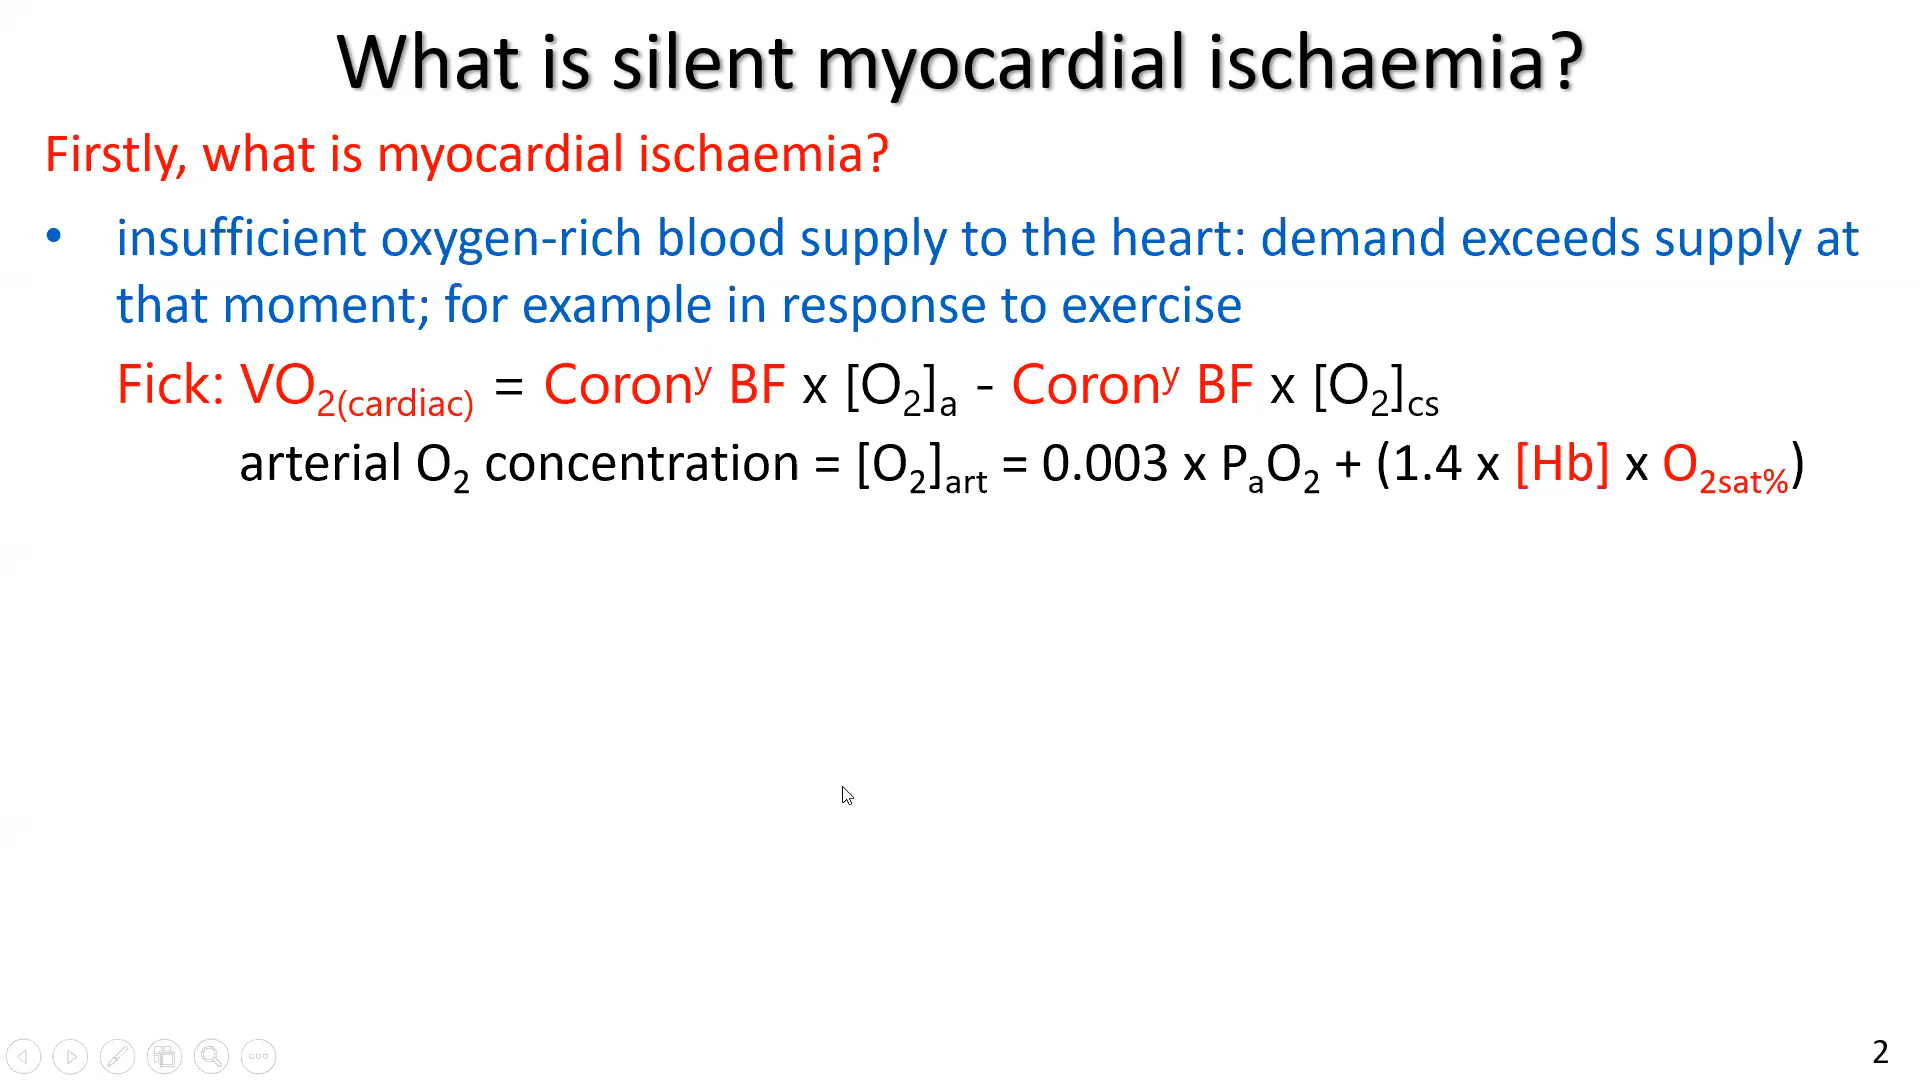 What is silent myocardial ischaemia?
Firstly, what is myocardial ischaemia?
• insufficient oxygen-rich blood supply to the heart: demand exceeds supply at
that moment; for example in response to exercise
Fick: VO₂₍cardiac₎ = Coronʸ BF x [O₂]a - Coronʸ BF x [O₂]cs
arterial O₂ concentration = [O₂]art = 0.003 x PaO₂ + (1.4 x [Hb] x O₂sat%)
2